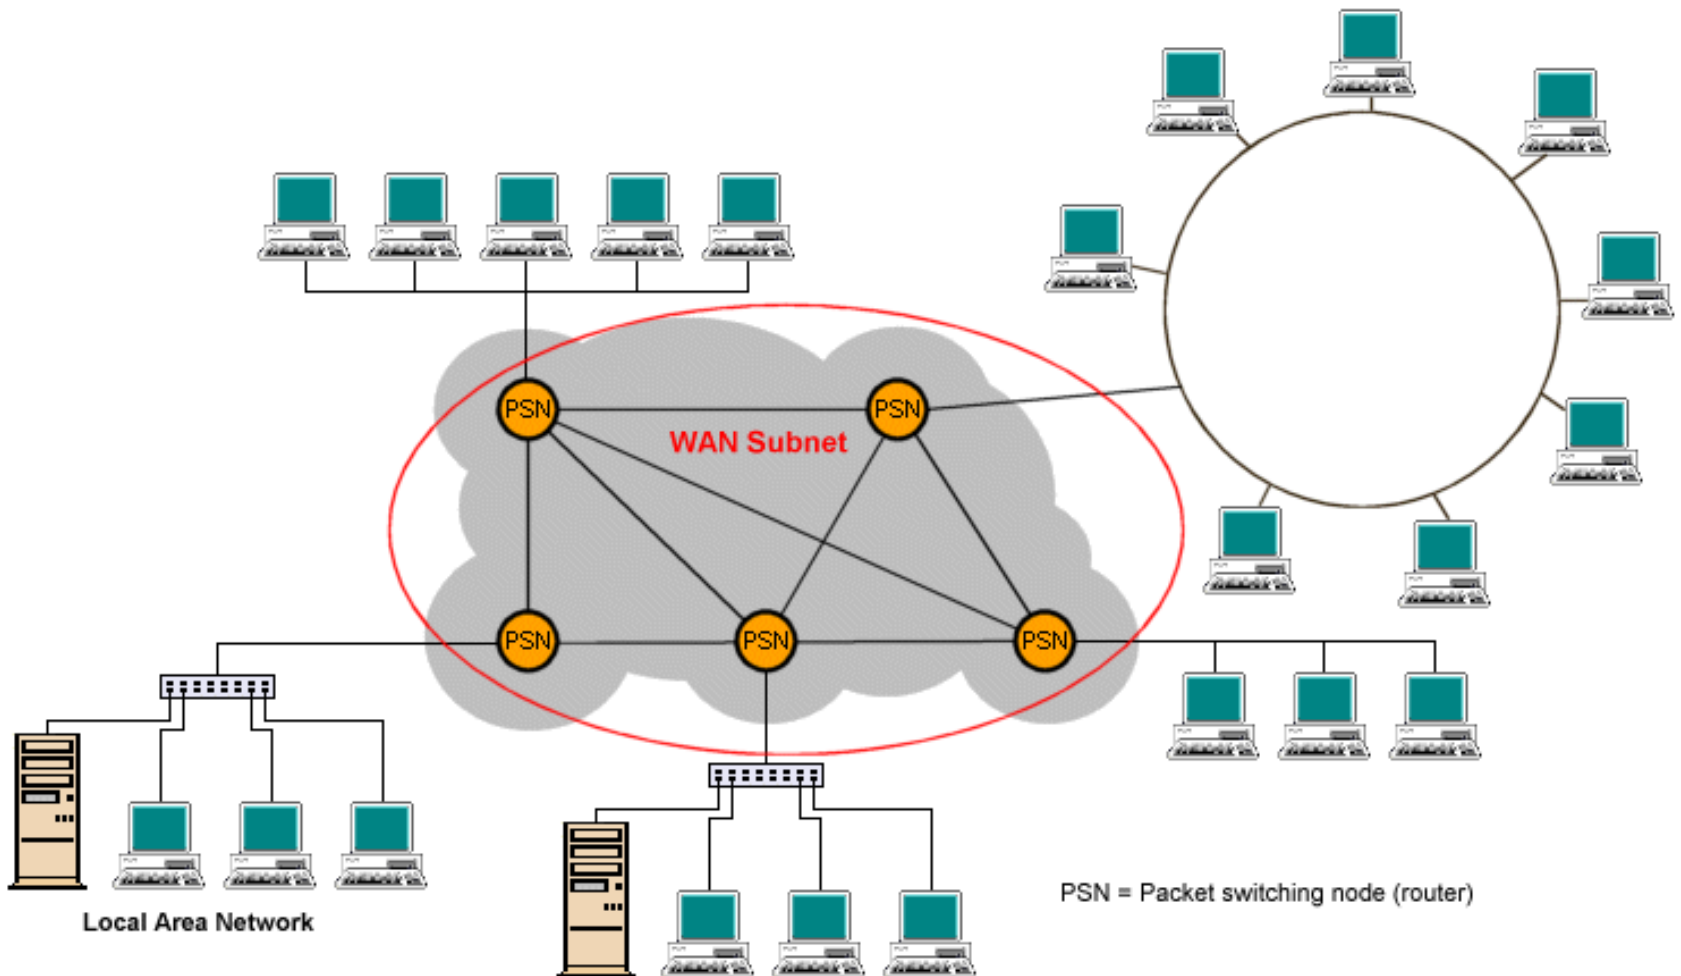 PSN
PSN
WAN Subnet
PSN
PSN
PSN
Local Area Network
PSN = Packet switching node (router)